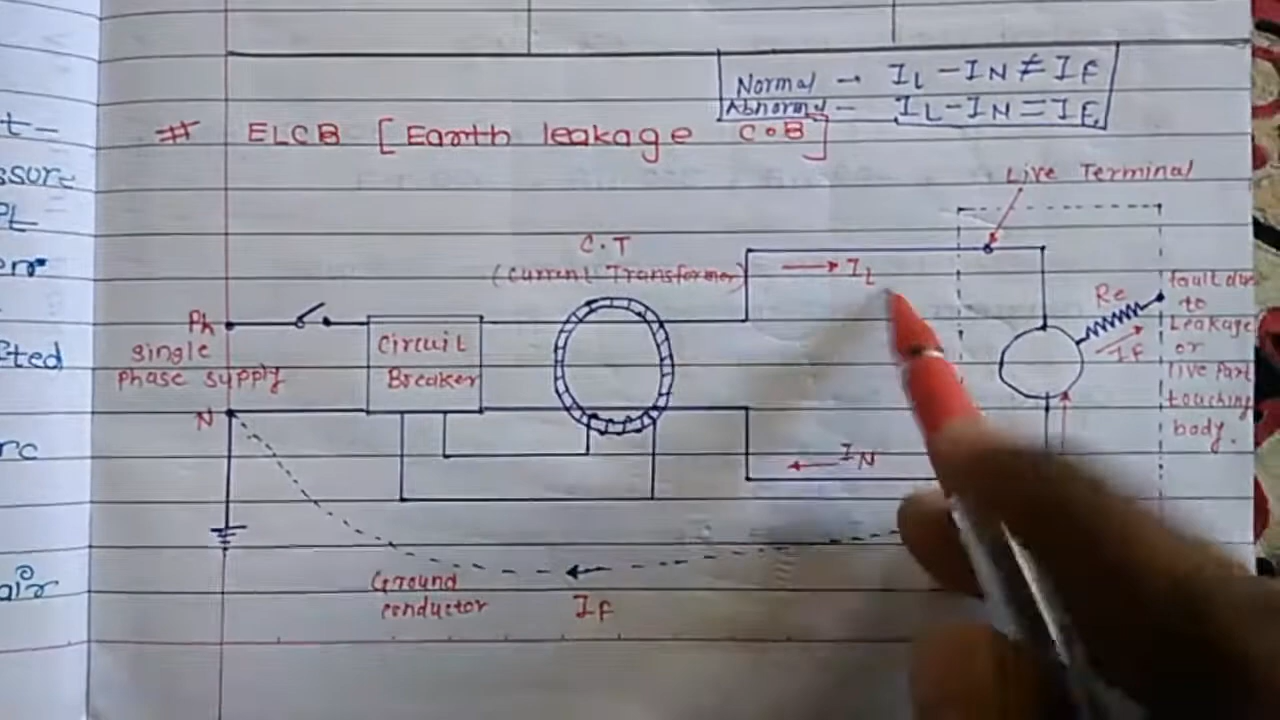 Normal → IL - IN ≠ IF
Abnormal - IL - IN = IF
# ELCB [Earth leakage C.B]
Live Terminal
C.T
(Current Transformer)
IL
Ph
single
phase supply
N
Circuit
Breaker
Re
IF
fault due
to
Leakage
or
live part
touching
body.
IN
Ground
conductor
IF